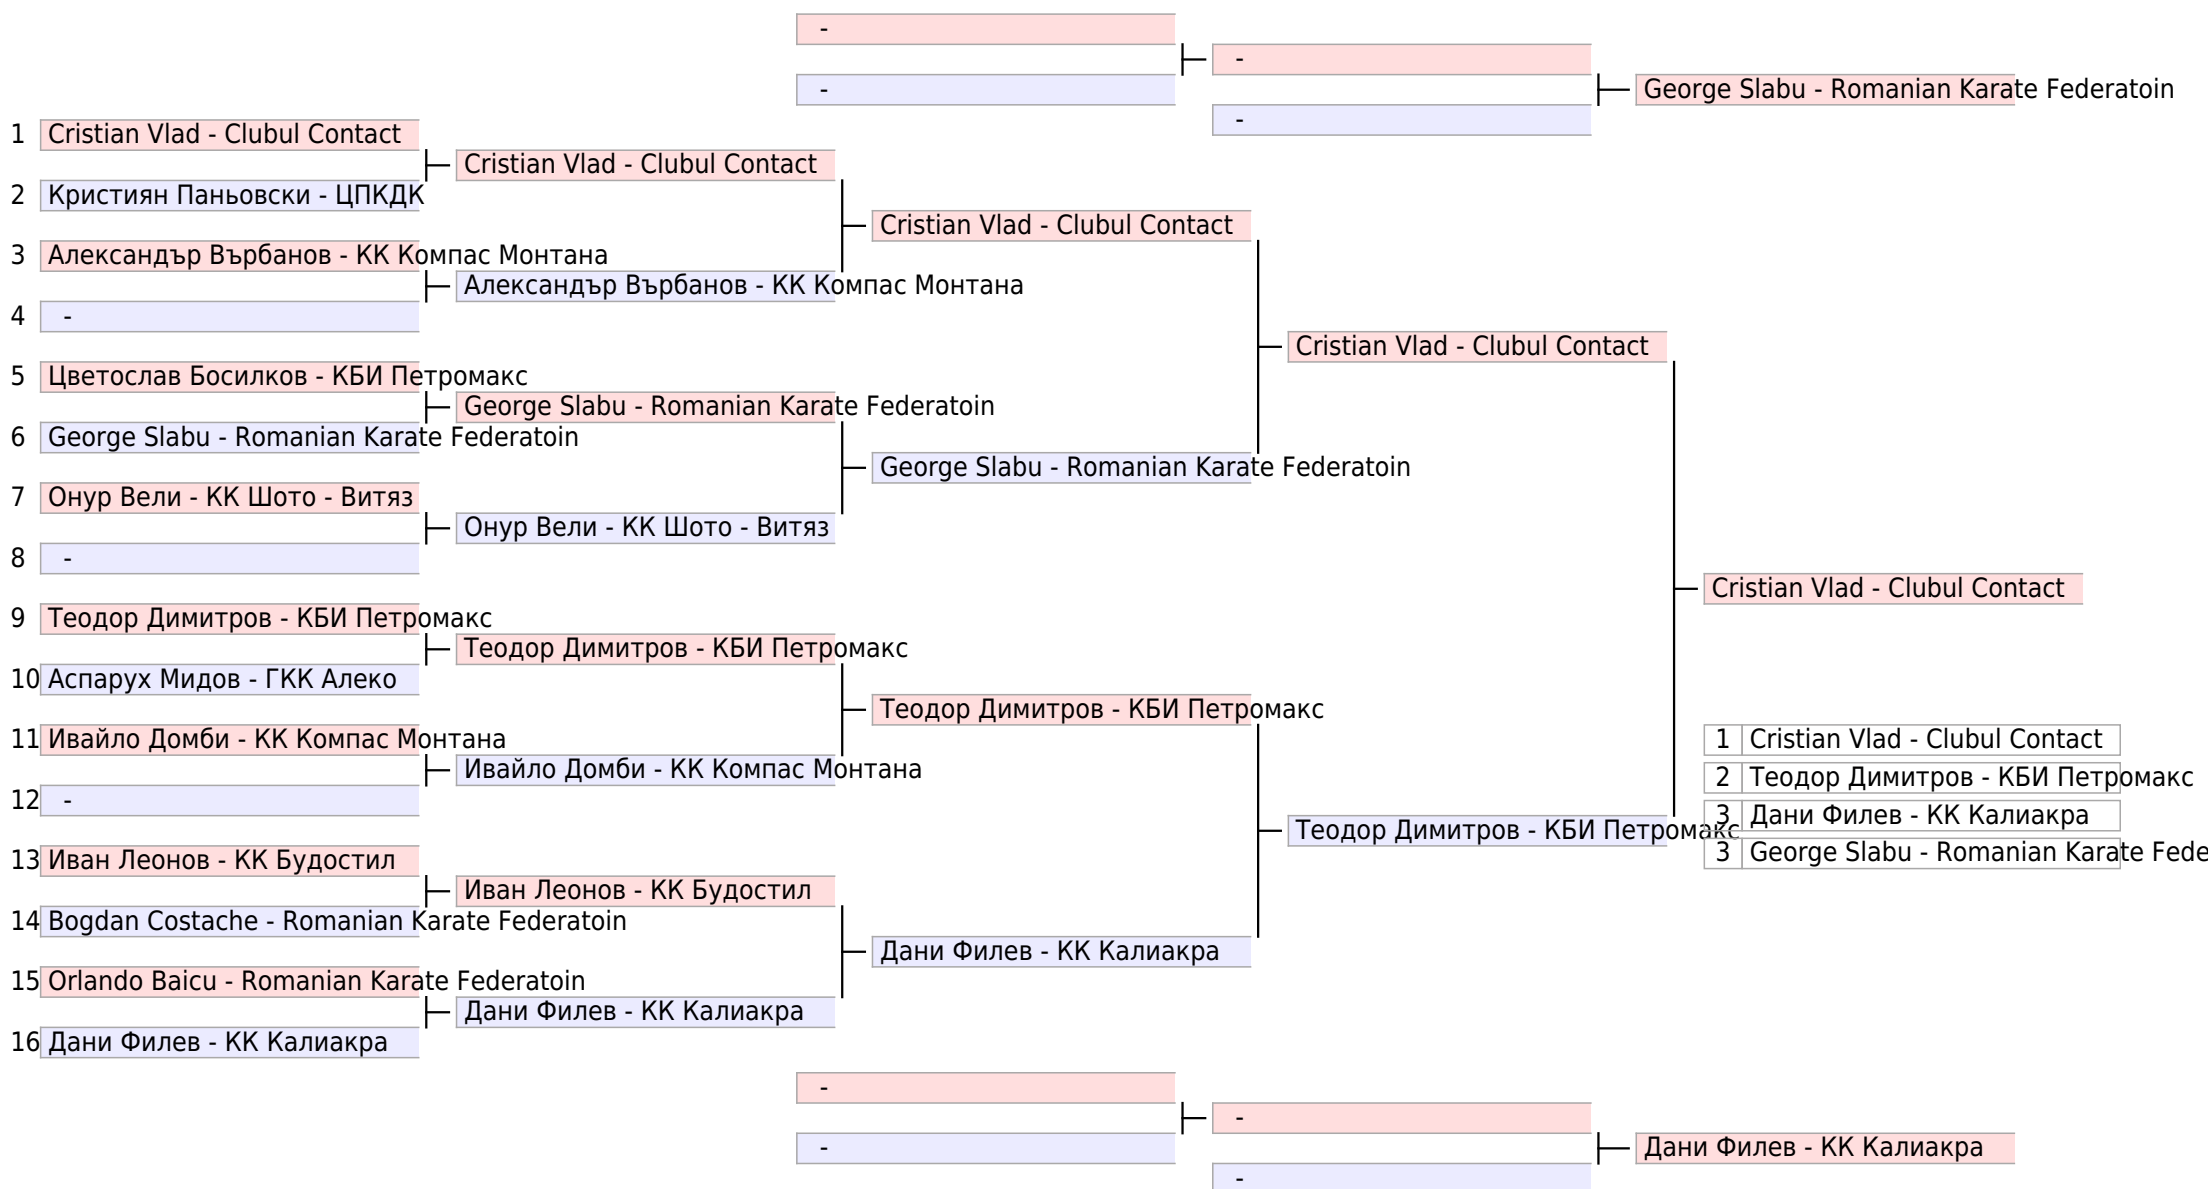 -
-
-
-
George Slabu - Romanian Karate Federatoin
1 Cristian Vlad - Clubul Contact
2 Кристиян Паньовски - ЦПКДК
3 Александър Върбанов - КК Компас Монтана
4 -
5 Цветослав Босилков - КБИ Петромакс
6 George Slabu - Romanian Karate Federatoin
7 Онур Вели - КК Шото - Витяз
8 -
9 Теодор Димитров - КБИ Петромакс
10 Аспарух Мидов - ГКК Алеко
11 Ивайло Домби - КК Компас Монтана
12 -
13 Иван Леонов - КК Будостил
14 Bogdan Costache - Romanian Karate Federatoin
15 Orlando Baicu - Romanian Karate Federatoin
16 Дани Филев - КК Калиакра
Cristian Vlad - Clubul Contact
Александър Върбанов - КК Компас Монтана
George Slabu - Romanian Karate Federatoin
Онур Вели - КК Шото - Витяз
Теодор Димитров - КБИ Петромакс
Ивайло Домби - КК Компас Монтана
Иван Леонов - КК Будостил
Дани Филев - КК Калиакра
Cristian Vlad - Clubul Contact
George Slabu - Romanian Karate Federatoin
Теодор Димитров - КБИ Петромакс
Дани Филев - КК Калиакра
Cristian Vlad - Clubul Contact
Теодор Димитров - КБИ Петромакс
Cristian Vlad - Clubul Contact
1 Cristian Vlad - Clubul Contact
2 Теодор Димитров - КБИ Петромакс
3 Дани Филев - КК Калиакра
3 George Slabu - Romanian Karate Fede
-
-
-
-
Дани Филев - КК Калиакра